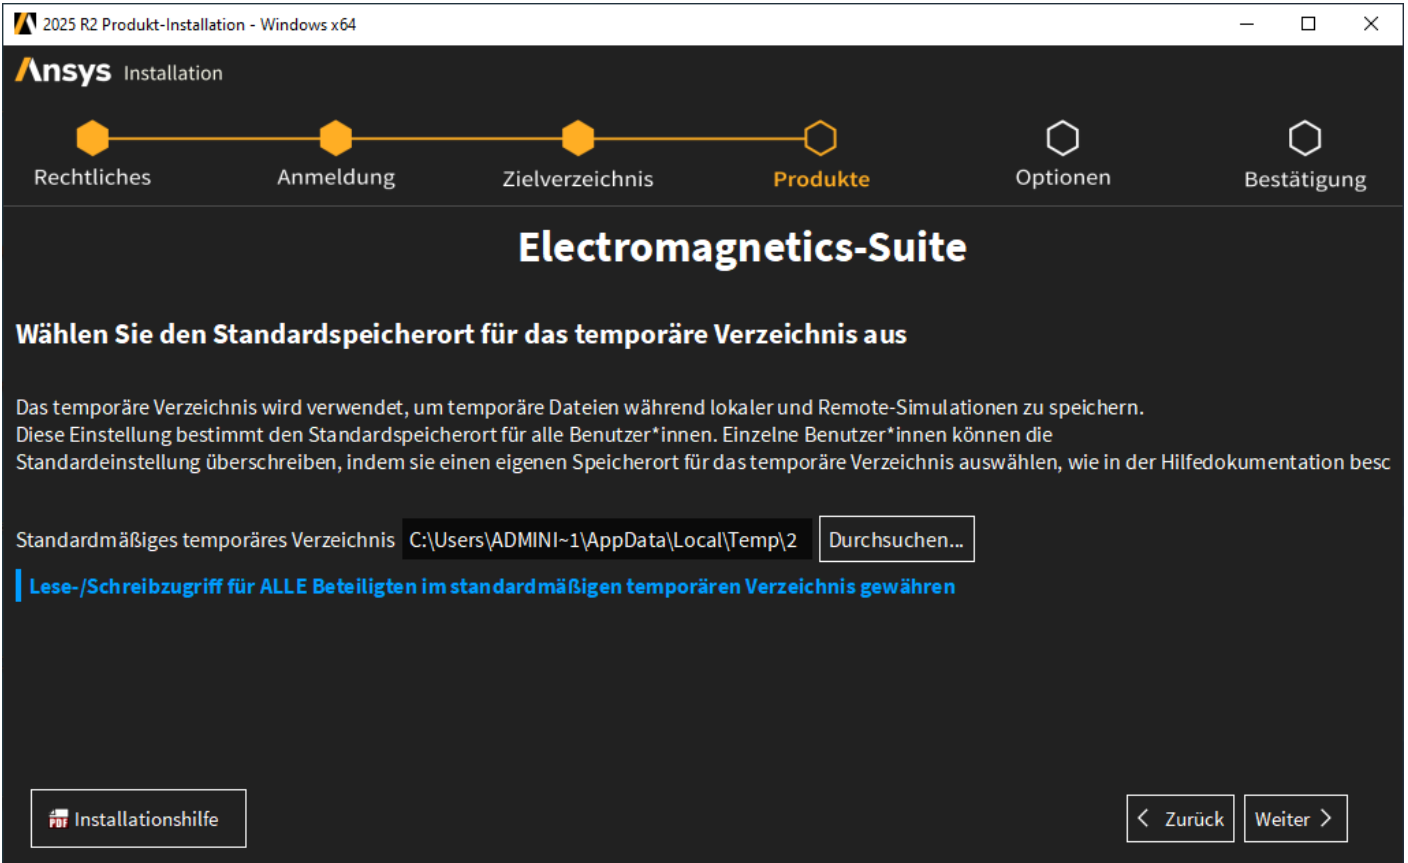 2025 R2 Produkt-Installation - Windows x64
Ansys Installation
Rechtliches Anmeldung Zielverzeichnis Produkte Optionen Bestätigung
Electromagnetics-Suite
Wählen Sie den Standardspeicherort für das temporäre Verzeichnis aus
Das temporäre Verzeichnis wird verwendet, um temporäre Dateien während lokaler und Remote-Simulationen zu speichern.
Diese Einstellung bestimmt den Standardspeicherort für alle Benutzer*innen. Einzelne Benutzer*innen können die
Standardeinstellung überschreiben, indem sie einen eigenen Speicherort für das temporäre Verzeichnis auswählen, wie in der Hilfedokumentation besc
Standardmäßiges temporäres Verzeichnis C:\Users\ADMINI~1\AppData\Local\Temp\2 Durchsuchen...
Lese-/Schreibzugriff für ALLE Beteiligten im standardmäßigen temporären Verzeichnis gewähren
PDF Installationshilfe < Zurück Weiter >